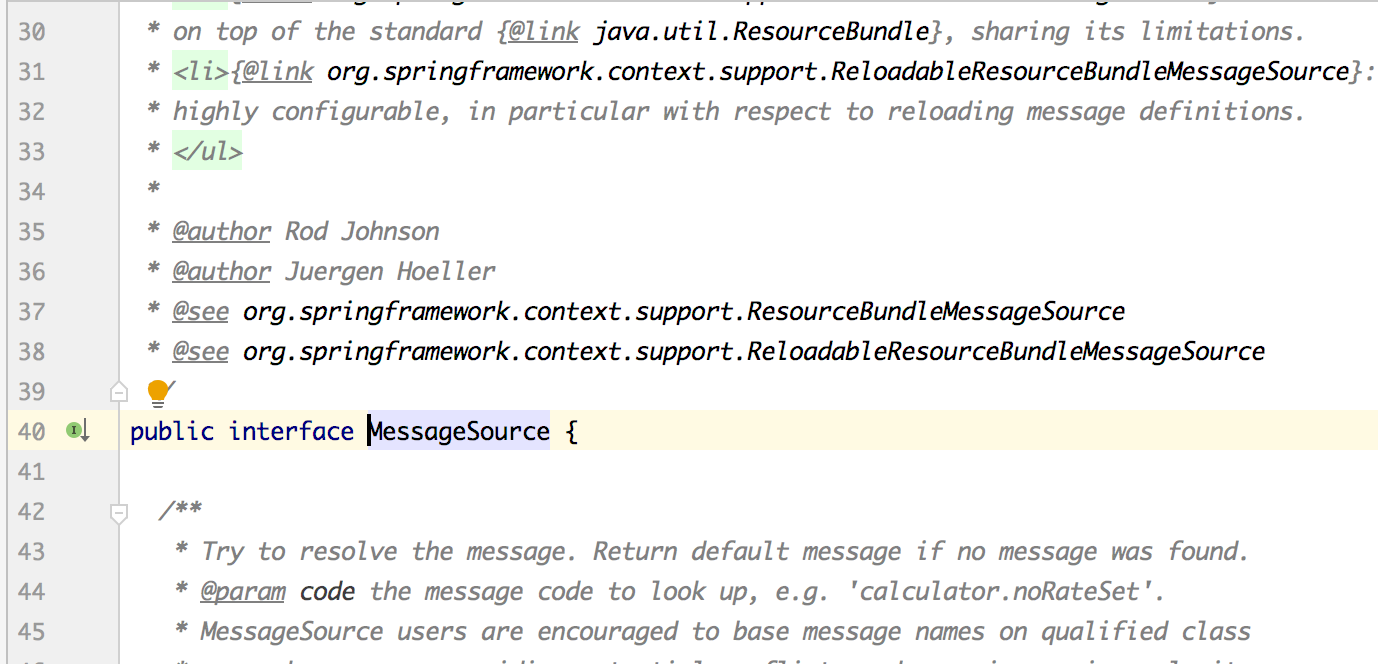 30 * on top of the standard {@link java.util.ResourceBundle}, sharing its limitations.
31 * <li>{@link org.springframework.context.support.ReloadableResourceBundleMessageSource}:
32 * highly configurable, in particular with respect to reloading message definitions.
33 * </ul>
34 *
35 * @author Rod Johnson
36 * @author Juergen Hoeller
37 * @see org.springframework.context.support.ResourceBundleMessageSource
38 * @see org.springframework.context.support.ReloadableResourceBundleMessageSource
39 /
40 public interface MessageSource {
41
42 /**
43 * Try to resolve the message. Return default message if no message was found.
44 * @param code the message code to look up, e.g. 'calculator.noRateSet'.
45 * MessageSource users are encouraged to base message names on qualified class